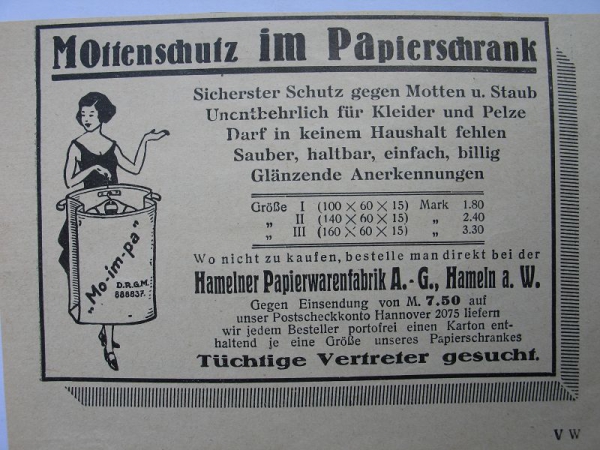 Mottenschutz im Papierschrank
Sicherster Schutz gegen Motten u. Staub
Unentbehrlich für Kleider und Pelze
Darf in keinem Haushalt fehlen
Sauber, haltbar, einfach, billig
Glänzende Anerkennungen
Größe I (100 × 60 × 15) Mark 1.80
„ II (140 × 60 × 15) „ 2.40
„ III (160 × 60 × 15) „ 3.30
„Mo-im-pa"
D.R.G.M.
888837.
Wo nicht zu kaufen, bestelle man direkt bei der
Hamelner Papierwarenfabrik A.-G., Hameln a. W.
Gegen Einsendung von M. 7.50 auf
unser Postscheckkonto Hannover 2075 liefern
wir jedem Besteller portofrei einen Karton ent-
haltend je eine Größe unseres Papierschrankes
Tüchtige Vertreter gesucht.
V W